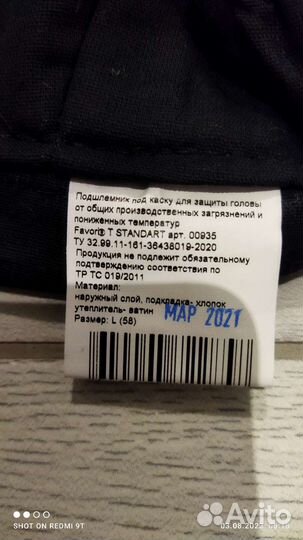 Подшлемник под каску для защиты головы
от общих производственных загрязнений и
пониженных температур
Favorit T STANDART арт. 00935
ТУ 32.99.11-161-36438019-2020
Продукция не подлежит обязательному
подтверждению соответствия по
ТР ТС 019/2011
Материал:
наружный слой, подкладка- хлопок
утеплитель- ватин
Размер: L (58)
МАР 2021
SHOT ON REDMI 9T
Avito